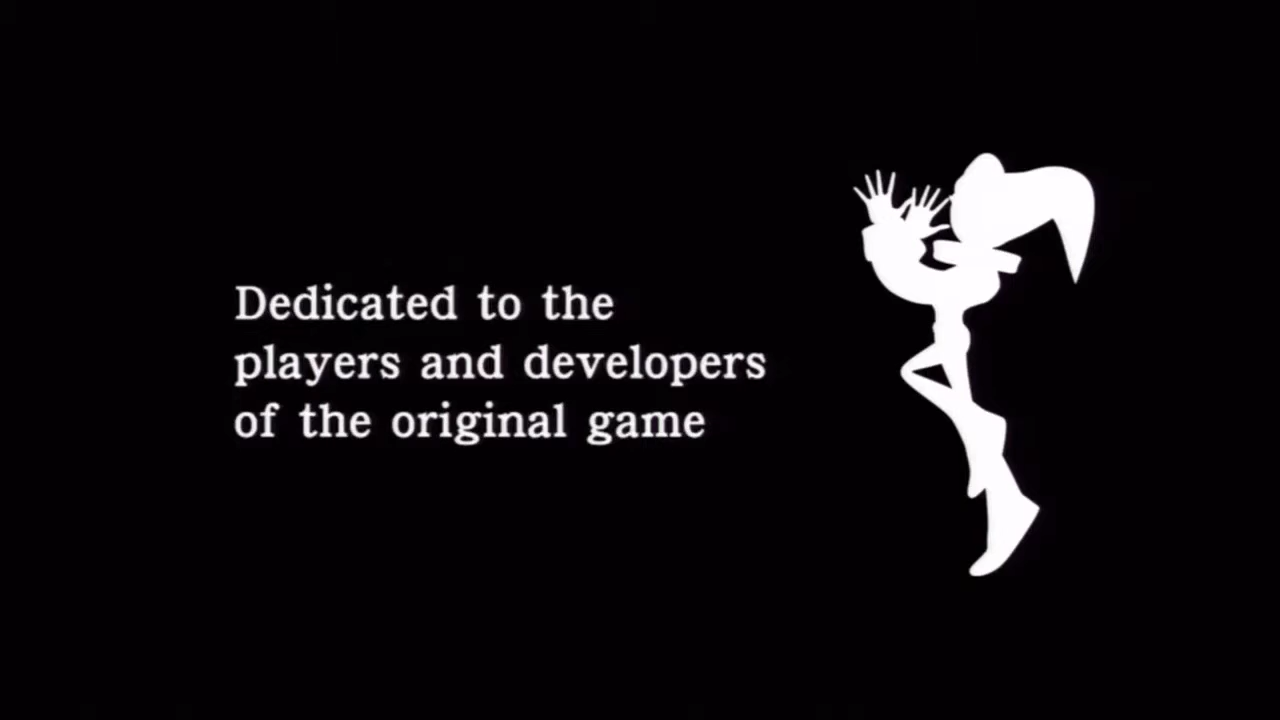 Dedicated to the
players and developers
of the original game